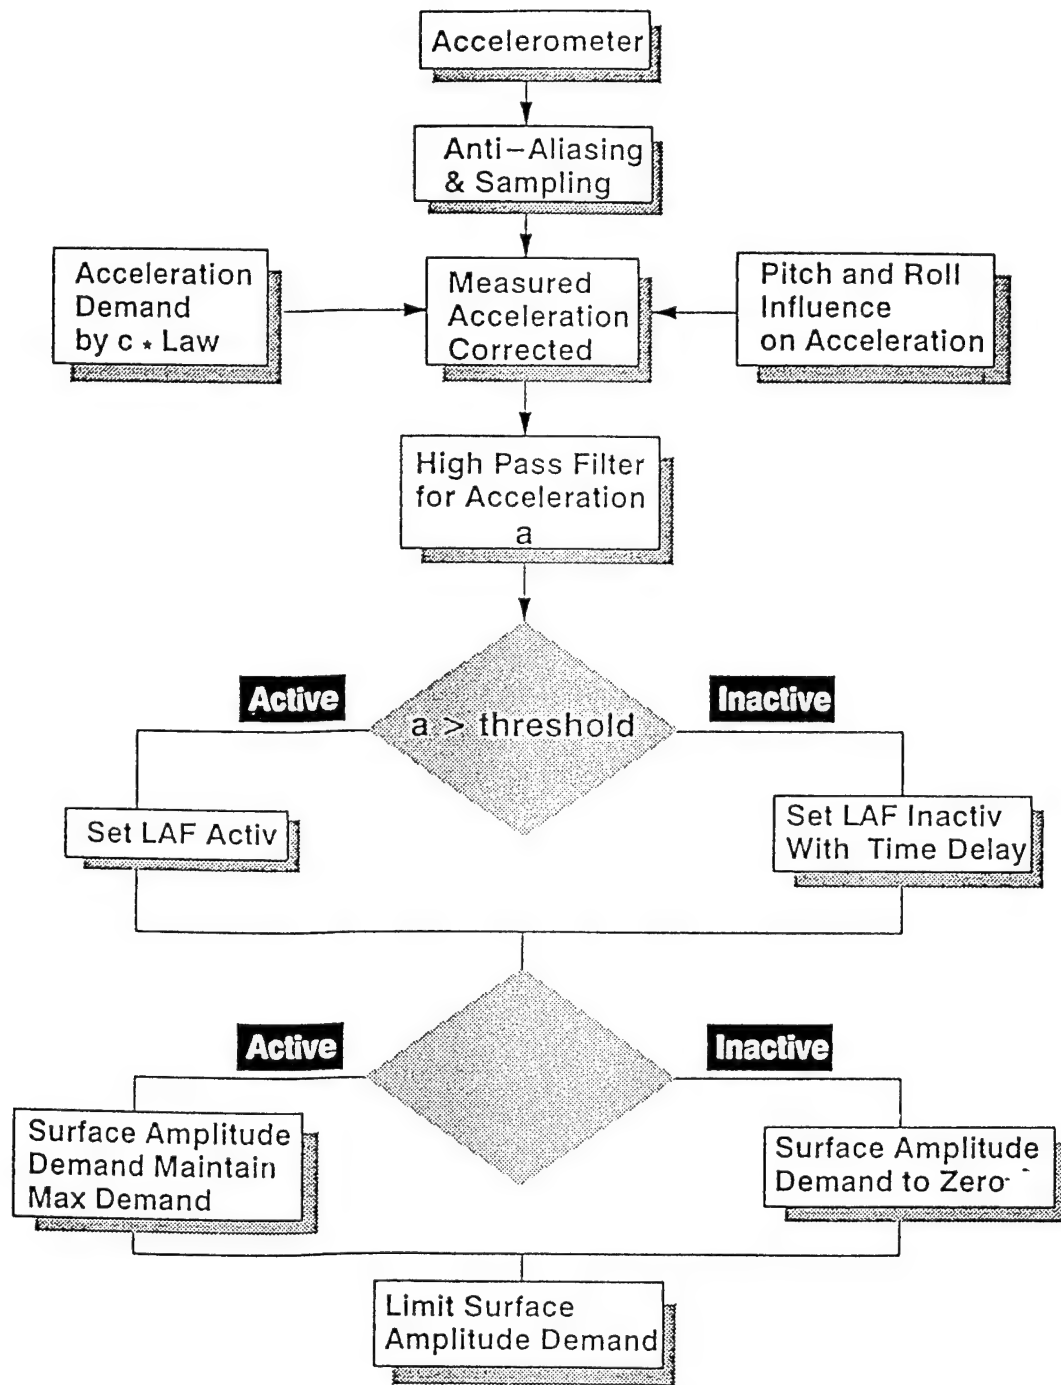 Accelerometer
Anti-Aliasing
& Sampling
Acceleration
Demand
by c * Law
Measured
Acceleration
Corrected
Pitch and Roll
Influence
on Acceleration
High Pass Filter
for Acceleration
a
Active
a > threshold
Inactive
Set LAF Activ
Set LAF Inactiv
With Time Delay
Active
Inactive
Surface Amplitude
Demand Maintain
Max Demand
Surface Amplitude
Demand to Zero
Limit Surface
Amplitude Demand